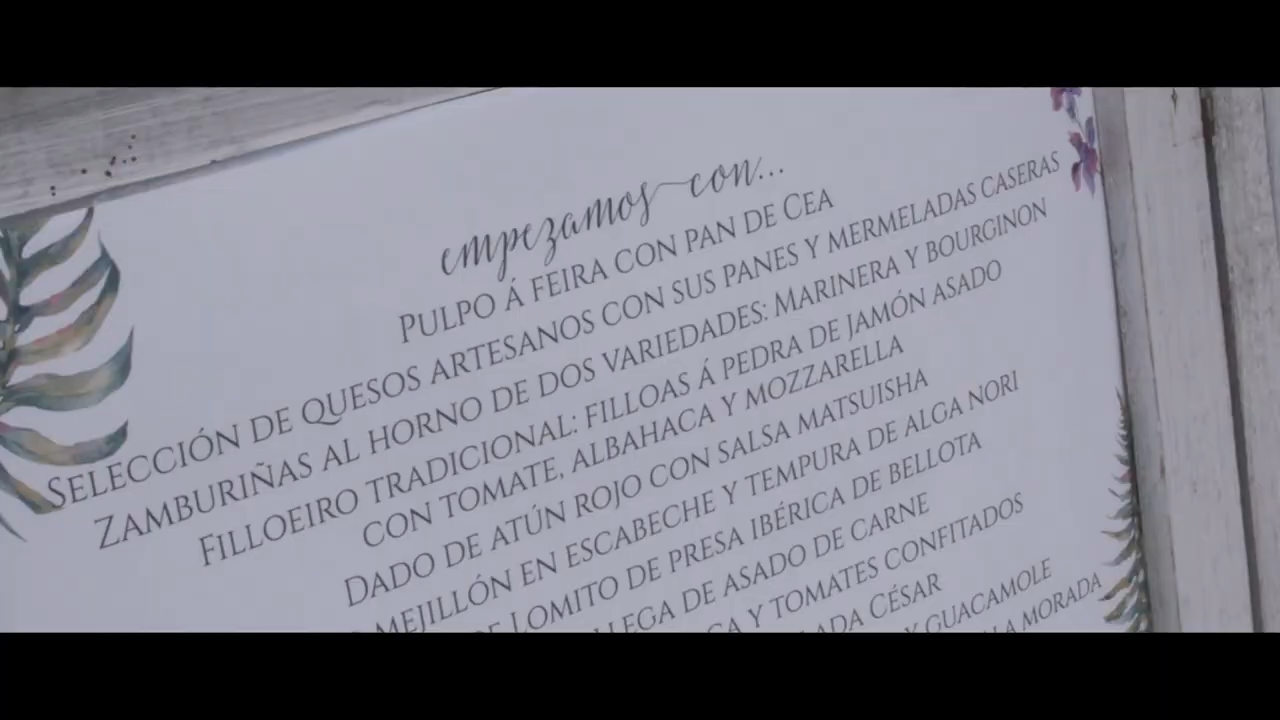 empezamos con...
PULPO Á FEIRA CON PAN DE CEA
SELECCIÓN DE QUESOS ARTESANOS CON SUS PANES Y MERMELADAS CASERAS
ZAMBURIÑAS AL HORNO DE DOS VARIEDADES: MARINERA Y BOURGINON
FILLOEIRO TRADICIONAL: FILLOAS Á PEDRA DE JAMÓN ASADO
CON TOMATE, ALBAHACA Y MOZZARELLA
DADO DE ATÚN ROJO CON SALSA MATSUISHA
MEJILLÓN EN ESCABECHE Y TEMPURA DE ALGA NORI
LOMITO DE PRESA IBÉRICA DE BELLOTA
DE ASADO DE CARNE
Y TOMATES CONFITADOS
CÉSAR
Y GUACAMOLE
MORADA